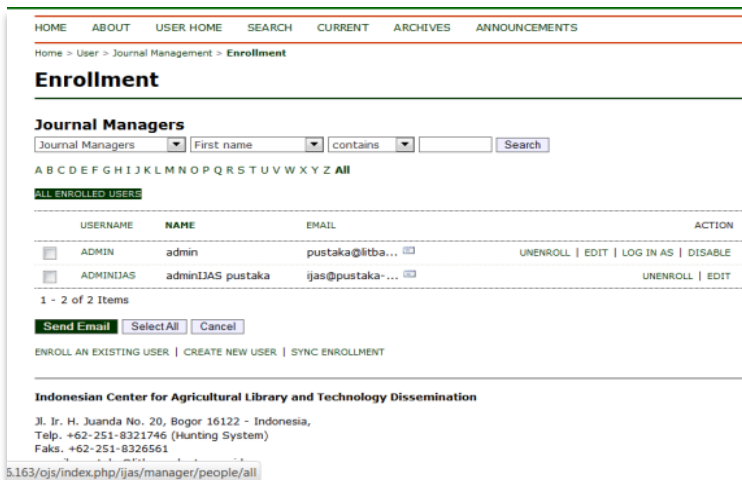 HOME ABOUT USER HOME SEARCH CURRENT ARCHIVES ANNOUNCEMENTS
Home > User > Journal Management > Enrollment
Enrollment
Journal Managers
Journal Managers First name contains Search
A B C D E F G H I J K L M N O P Q R S T U V W X Y Z All
ALL ENROLLED USERS
USERNAME NAME EMAIL ACTION
ADMIN admin pustaka@litba... UNENROLL | EDIT | LOG IN AS | DISABLE
ADMINIJAS adminIJAS pustaka ijas@pustaka-... UNENROLL | EDIT
1 - 2 of 2 Items
Send Email Select All Cancel
ENROLL AN EXISTING USER | CREATE NEW USER | SYNC ENROLLMENT
Indonesian Center for Agricultural Library and Technology Dissemination
Jl. Ir. H. Juanda No. 20, Bogor 16122 - Indonesia,
Telp. +62-251-8321746 (Hunting System)
Faks. +62-251-8326561
6.163/ojs/index.php/ijas/manager/people/all